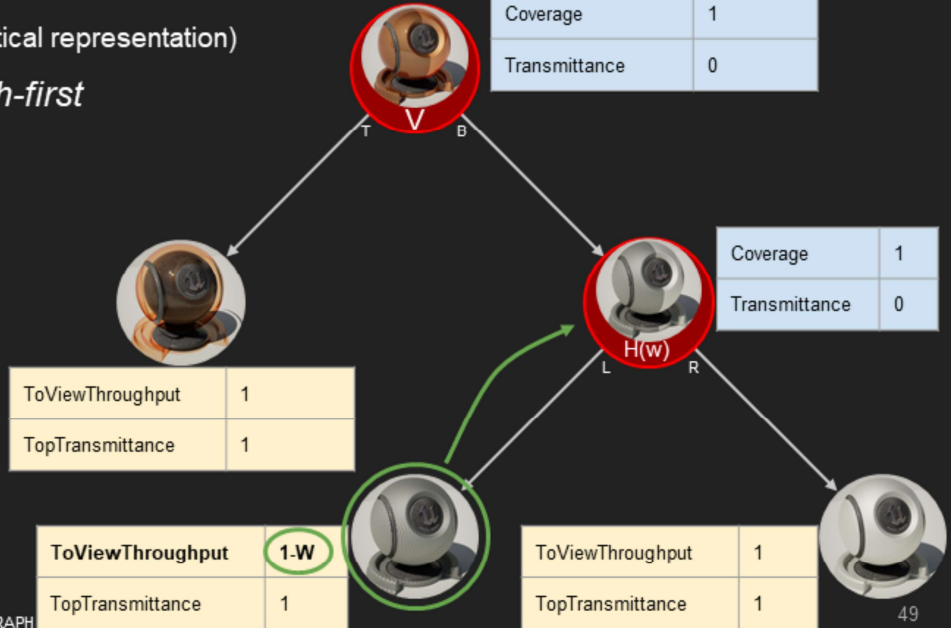 tical representation)
h-first
Coverage 1
Transmittance 0
V
T B
Coverage 1
Transmittance 0
H(w)
L R
ToViewThroughput 1
TopTransmittance 1
ToViewThroughput 1-W
TopTransmittance 1
ToViewThroughput 1
TopTransmittance 1
RAPH
49